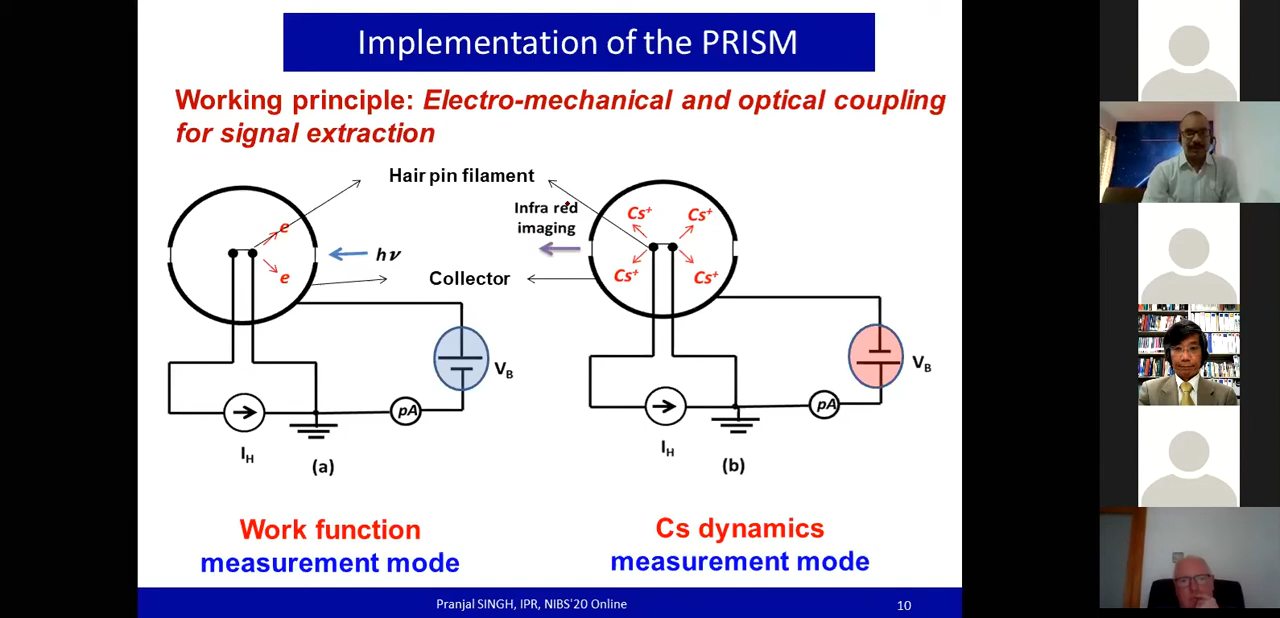 Implementation of the PRISM
Working principle: Electro-mechanical and optical coupling
for signal extraction
Hair pin filament
e
e
hν
Collector
Infra red
imaging
Cs⁺
Cs⁺
Cs⁺
Cs⁺
V_B
pA
I_H
(a)
V_B
pA
I_H
(b)
Work function
measurement mode
Cs dynamics
measurement mode
Pranjal SINGH, IPR, NIBS'20 Online
10